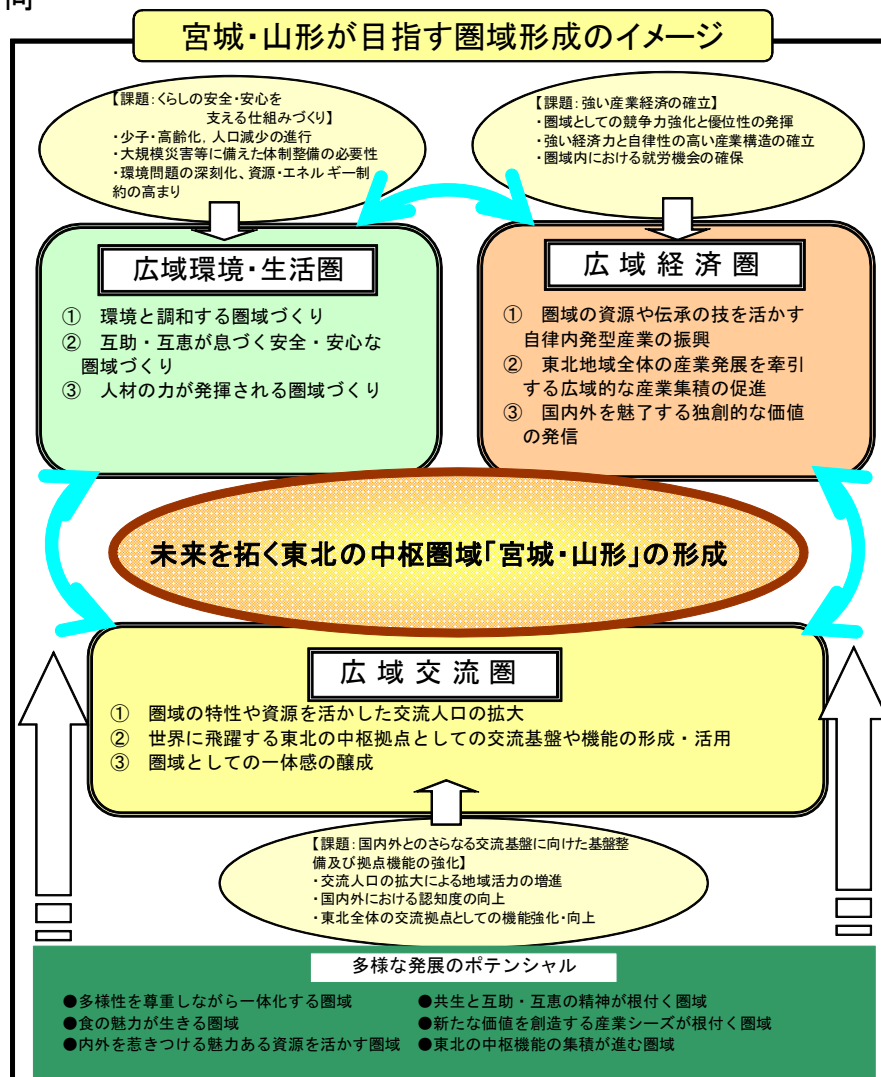 宮城・山形が目指す圏域形成のイメージ
【課題：くらしの安全・安心を
支える仕組みづくり】
・少子・高齢化，人口減少の進行
・大規模災害等に備えた体制整備の必要性
・環境問題の深刻化、資源・エネルギー制
約の高まり
【課題：強い産業経済の確立】
・圏域としての競争力強化と優位性の発揮
・強い経済力と自律性の高い産業構造の確立
・圏域内における就労機会の確保
広域環境・生活圏
① 環境と調和する圏域づくり
② 互助・互恵が息づく安全・安心な
圏域づくり
③ 人材の力が発揮される圏域づくり
広域経済圏
① 圏域の資源や伝承の技を活かす
自律内発型産業の振興
② 東北地域全体の産業発展を牽引
する広域的な産業集積の促進
③ 国内外を魅了する独創的な価値
の発信
未来を拓く東北の中枢圏域「宮城・山形」の形成
広域交流圏
① 圏域の特性や資源を活かした交流人口の拡大
② 世界に飛躍する東北の中枢拠点としての交流基盤や機能の形成・活用
③ 圏域としての一体感の醸成
【課題：国内外とのさらなる交流基盤に向けた基盤整
備及び拠点機能の強化】
・交流人口の拡大による地域活力の増進
・国内外における認知度の向上
・東北全体の交流拠点としての機能強化・向上
多様な発展のポテンシャル
●多様性を尊重しながら一体化する圏域
●食の魅力が生きる圏域
●内外を惹きつける魅力ある資源を活かす圏域
●共生と互助・互恵の精神が根付く圏域
●新たな価値を創造する産業シーズが根付く圏域
●東北の中枢機能の集積が進む圏域